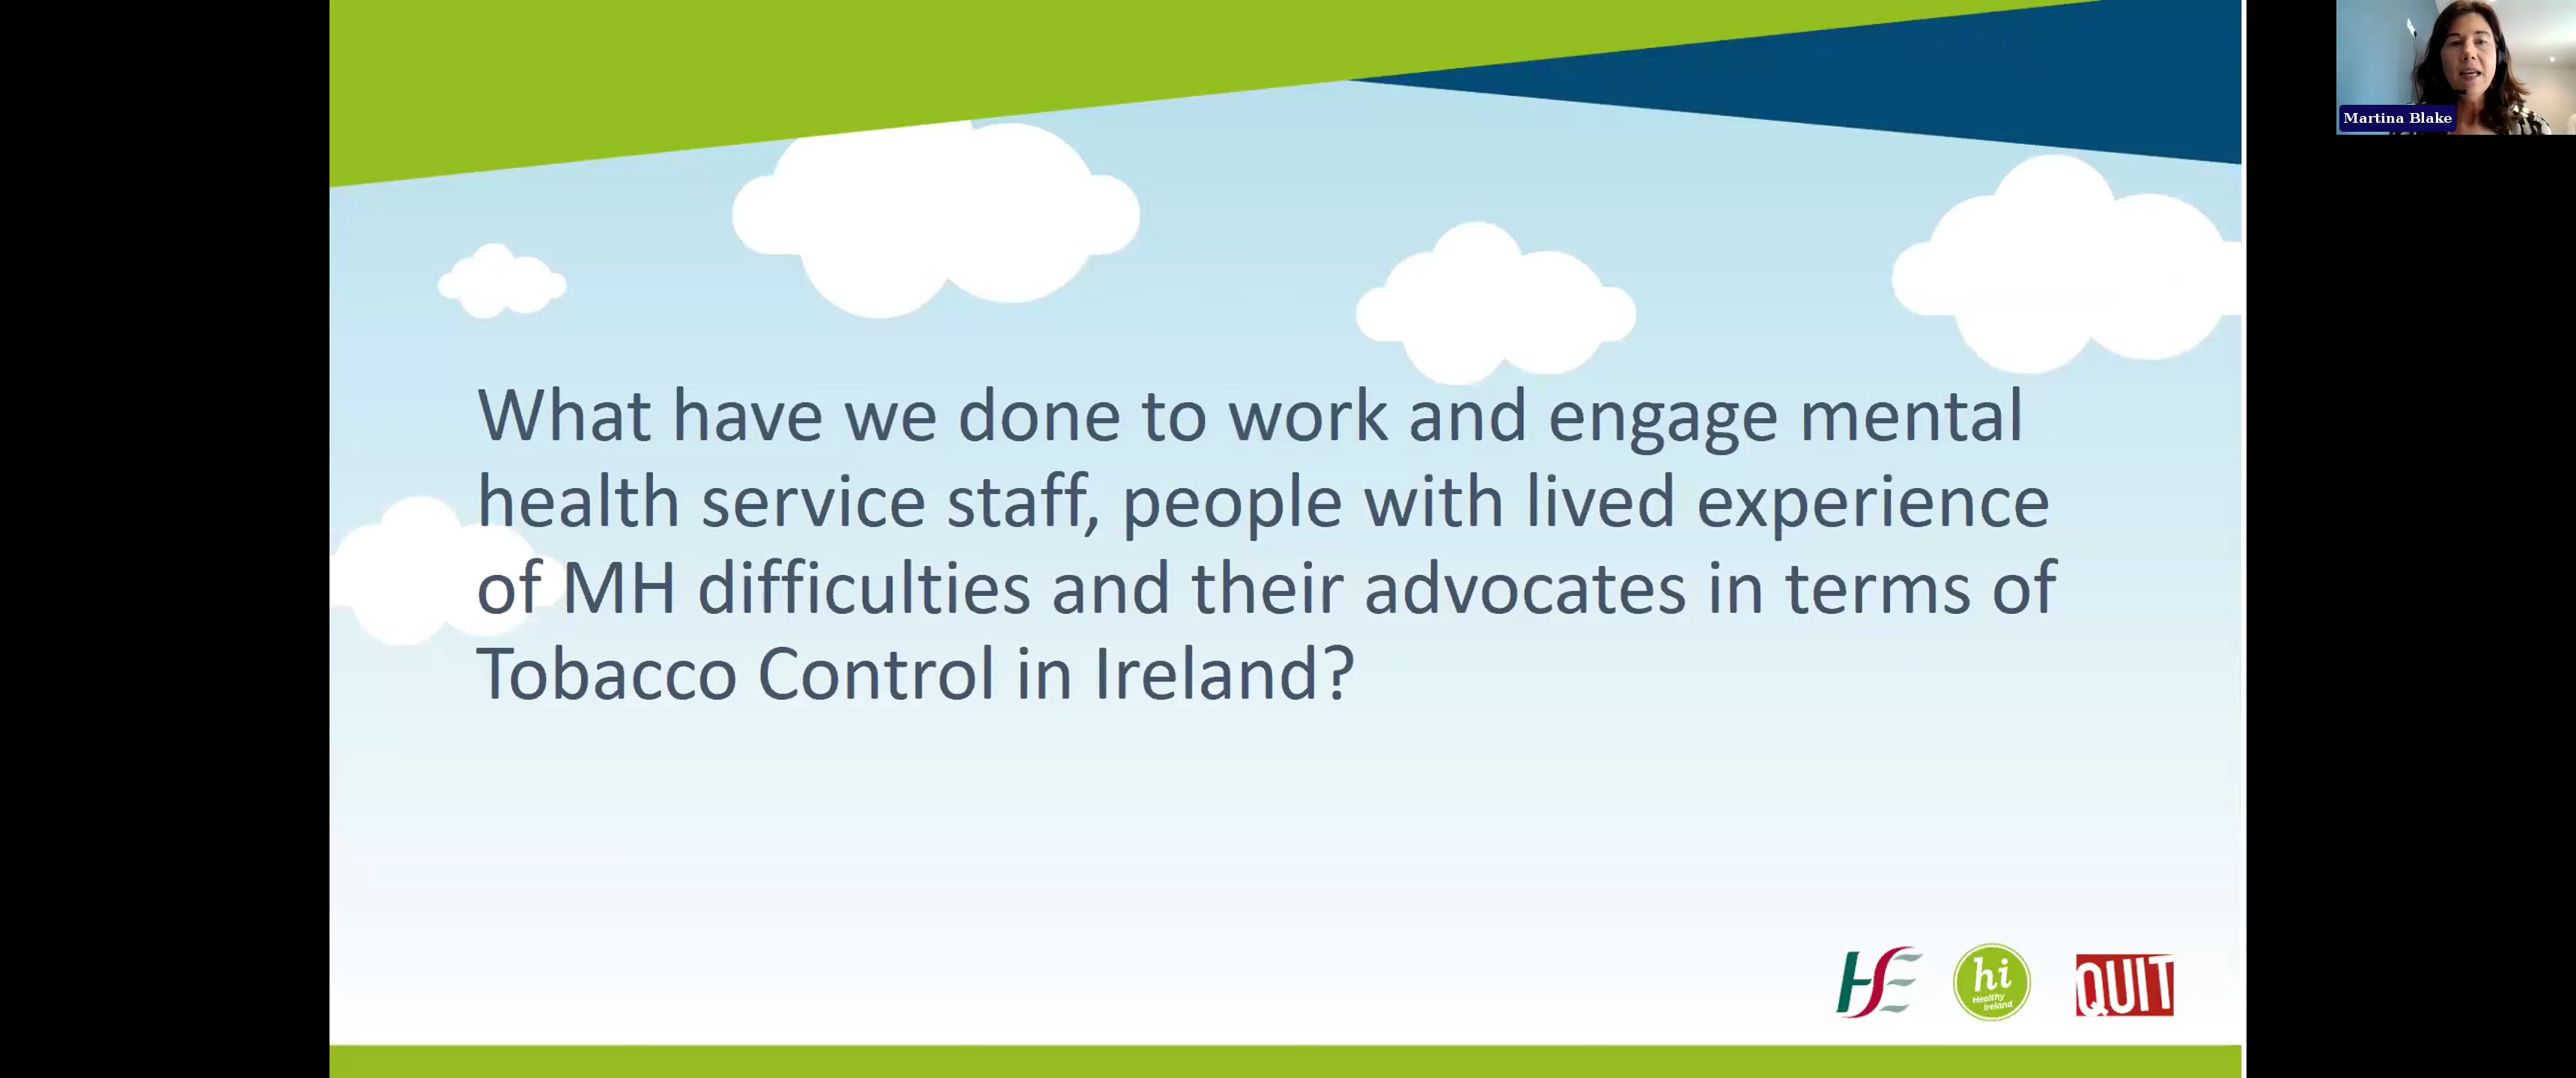 Martina Blake
What have we done to work and engage mental
health service staff, people with lived experience
of MH difficulties and their advocates in terms of
Tobacco Control in Ireland?
HSE
hi
Healthy
Ireland
QUIT